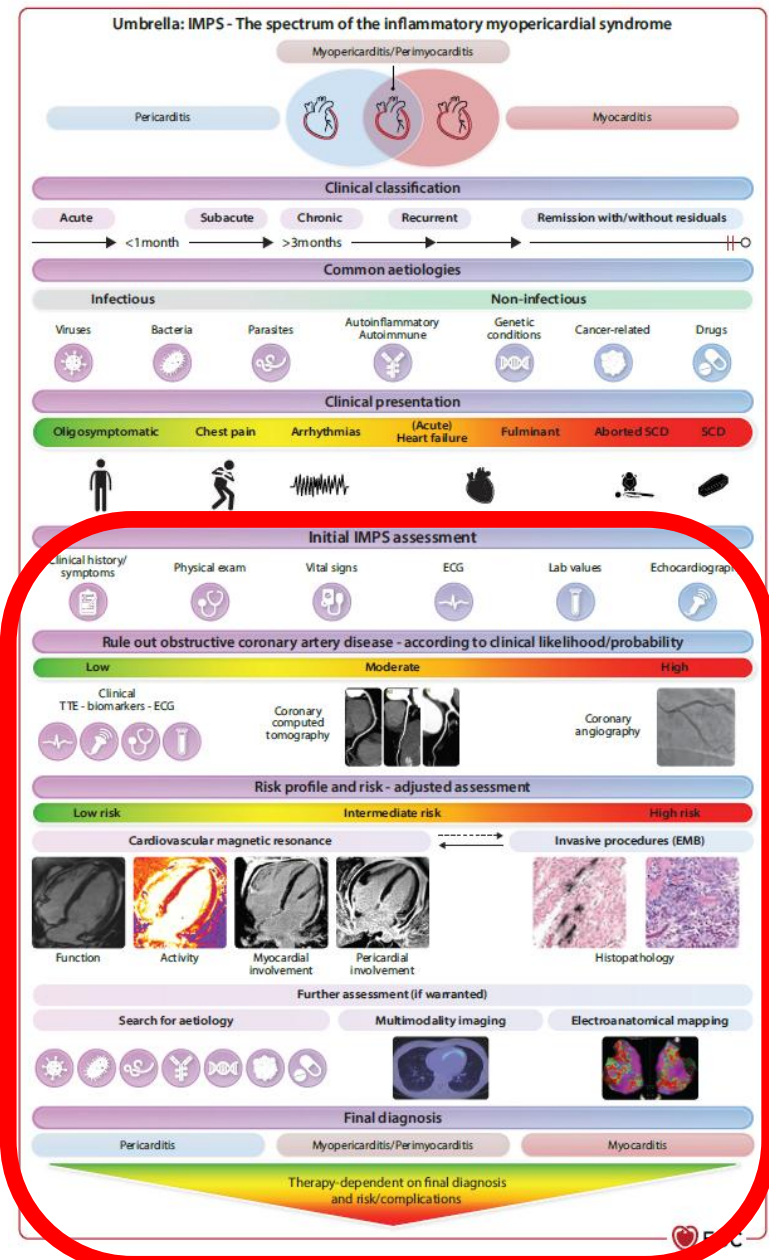 Umbrella: IMPS - The spectrum of the inflammatory myopericardial syndrome
Myopericarditis/Perimyocarditis
Pericarditis
Myocarditis
Clinical classification
Acute
Subacute
Chronic
Recurrent
Remission with/without residuals
<1month
>3months
Common aetiologies
Infectious
Non-infectious
Viruses
Bacteria
Parasites
Autoinflammatory
Autoimmune
Genetic
conditions
Cancer-related
Drugs
Clinical presentation
Oligosymptomatic
Chest pain
Arrhythmias
(Acute)
Heart failure
Fulminant
Aborted SCD
SCD
Initial IMPS assessment
Clinical history/
symptoms
Physical exam
Vital signs
ECG
Lab values
Rule out obstructive coronary artery disease - according to clinical likelihood/probability
Low
Moderate
High
Clinical
TTE - biomarkers - ECG
Coronary
computed
tomography
Coronary
angiography
Risk profile and risk - adjusted assessment
Low risk
Intermediate risk
High risk
Cardiovascular magnetic resonance
Invasive procedures (EMB)
Function
Activity
Myocardial
involvement
Pericardial
involvement
Histopathology
Further assessment (if warranted)
Search for aetiology
Multimodality imaging
Electroanatomical mapping
Final diagnosis
Pericarditis
Myopericarditis/Perimyocarditis
Myocarditis
Therapy-dependent on final diagnosis
and risk/complications